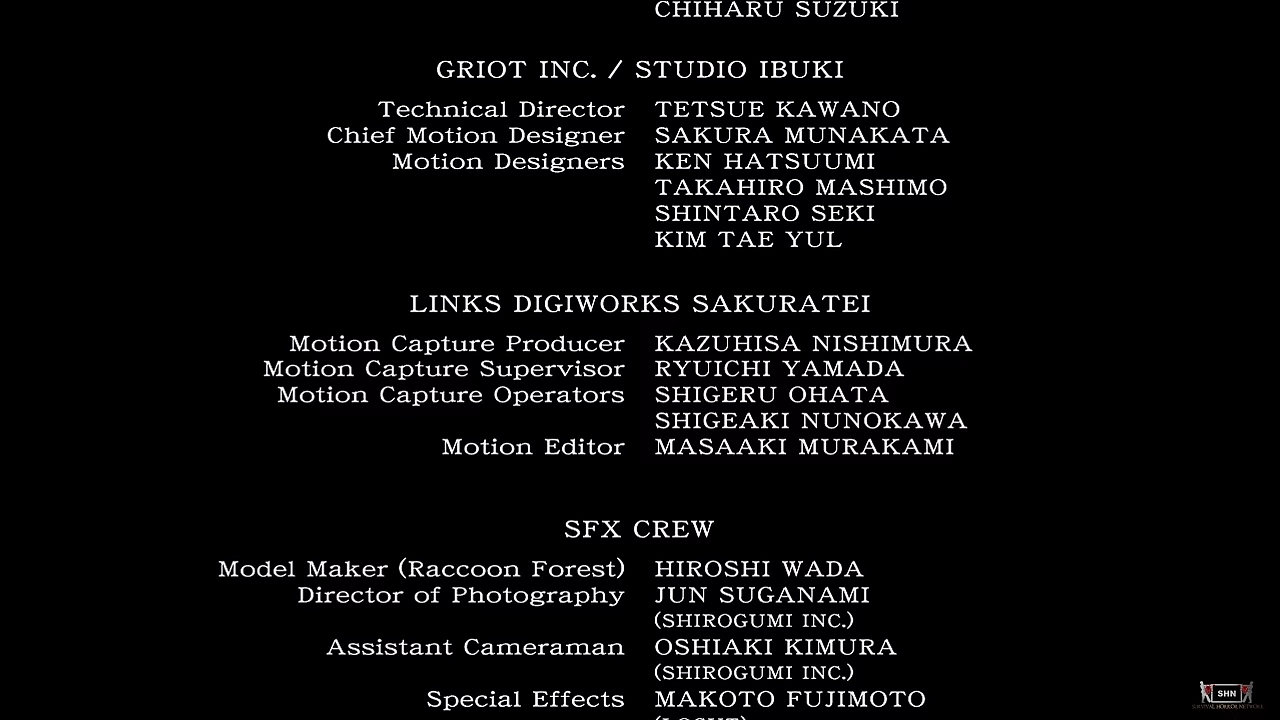 CHIHARU SUZUKI
GRIOT INC. / STUDIO IBUKI
Technical Director TETSUE KAWANO
Chief Motion Designer SAKURA MUNAKATA
Motion Designers KEN HATSUUMI
TAKAHIRO MASHIMO
SHINTARO SEKI
KIM TAE YUL
LINKS DIGIWORKS SAKURATEI
Motion Capture Producer KAZUHISA NISHIMURA
Motion Capture Supervisor RYUICHI YAMADA
Motion Capture Operators SHIGERU OHATA
SHIGEAKI NUNOKAWA
Motion Editor MASAAKI MURAKAMI
SFX CREW
Model Maker (Raccoon Forest) HIROSHI WADA
Director of Photography JUN SUGANAMI
(SHIROGUMI INC.)
Assistant Cameraman OSHIAKI KIMURA
(SHIROGUMI INC.)
Special Effects MAKOTO FUJIMOTO
SHN
SURVIVAL HORROR NETWORK